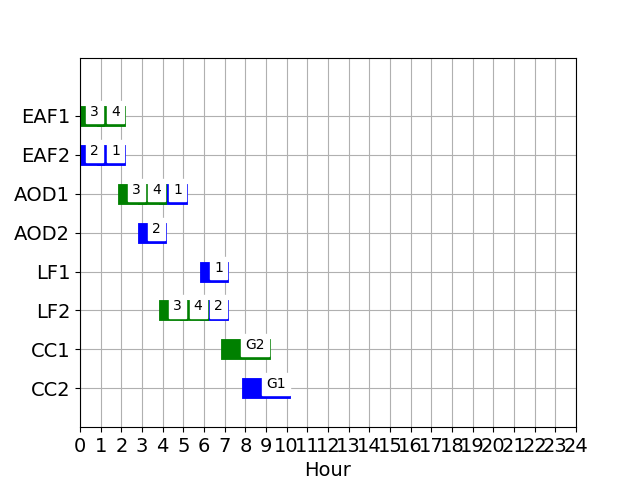 EAF1 3 4
EAF2 2 1
AOD1 3 4 1
AOD2 2
LF1 1
LF2 3 4 2
CC1 G2
CC2 G1
0 1 2 3 4 5 6 7 8 9 10 11 12 13 14 15 16 17 18 19 20 21 22 23 24
Hour